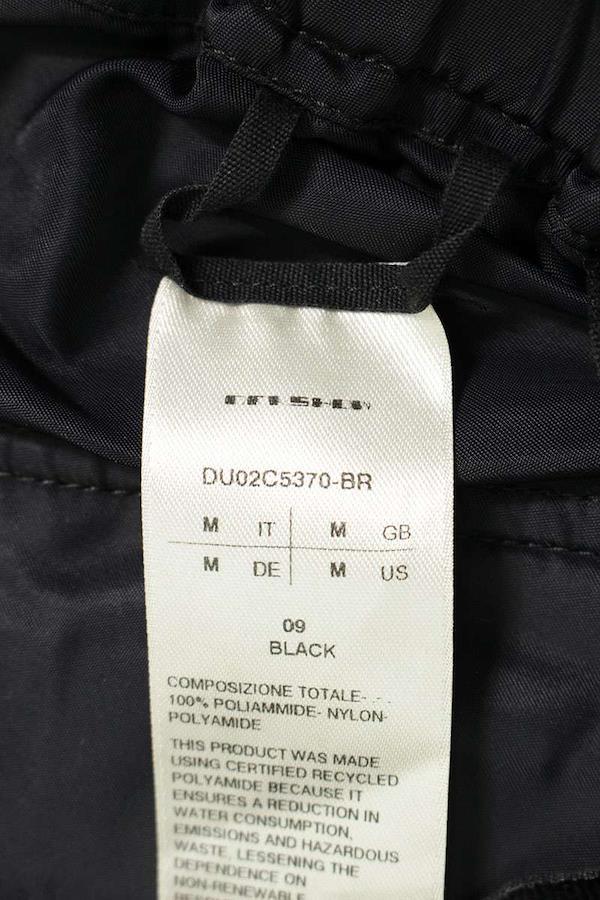 DRKSHDW
DU02C5370-BR
M IT M GB
M DE M US
09
BLACK
COMPOSIZIONE TOTALE- - -
100% POLIAMMIDE- NYLON-
POLYAMIDE
THIS PRODUCT WAS MADE
USING CERTIFIED RECYCLED
POLYAMIDE BECAUSE IT
ENSURES A REDUCTION IN
WATER CONSUMPTION,
EMISSIONS AND HAZARDOUS
WASTE, LESSENING THE
DEPENDENCE ON
NON-RENEWABLE